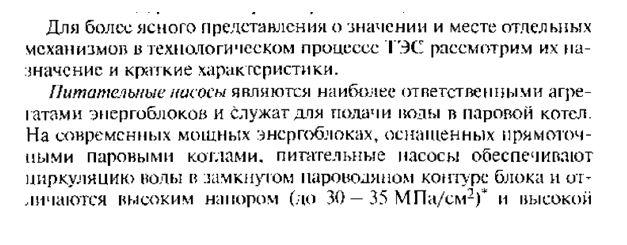 Для более ясного представления о значении и месте отдельных
механизмов в технологическом процессе ТЭС рассмотрим их на-
значение и краткие характеристики.
Питательные насосы являются наиболее ответственными агре-
гатами энергоблоков и служат для подачи воды в паровой котел.
На современных мощных энергоблоках, оснащенных прямоточ-
ными паровыми котлами, питательные насосы обеспечивают
циркуляцию воды в замкнутом пароводяном контуре блока и от-
личаются высоким напором (до 30 – 35 МПа/см²)* и высокой